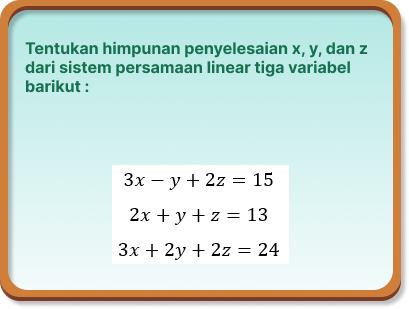 Tentukan himpunan penyelesaian x, y, dan z
dari sistem persamaan linear tiga variabel
barikut :
3x − y + 2z = 15
2x + y + z = 13
3x + 2y + 2z = 24